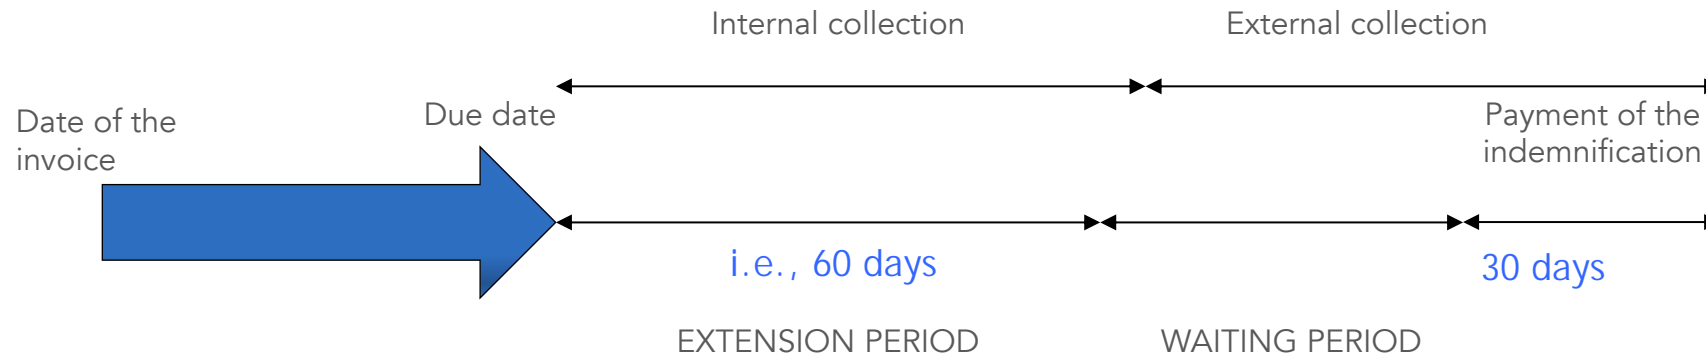 Internal collection
External collection
Date of the
invoice
Due date
Payment of the
indemnification
i.e., 60 days
30 days
EXTENSION PERIOD
WAITING PERIOD